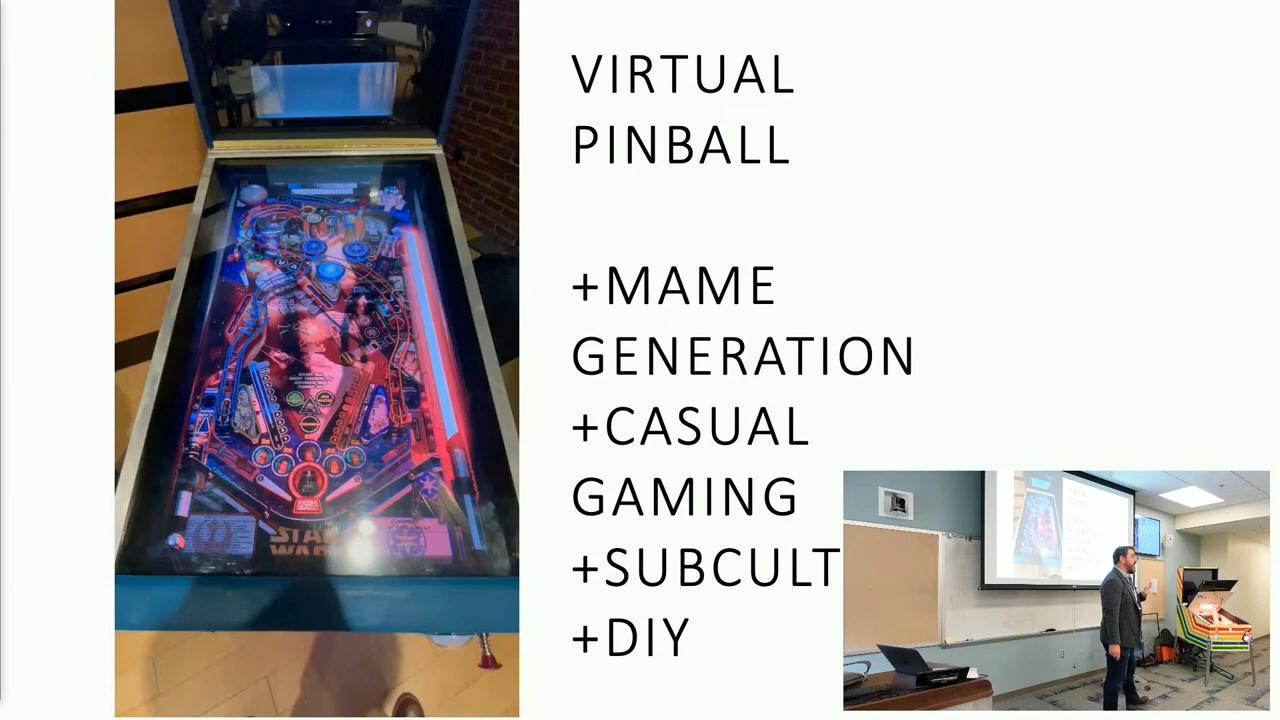 VIRTUAL
PINBALL
+MAME
GENERATION
+CASUAL
GAMING
+SUBCULT
+DIY
STAR
WARS